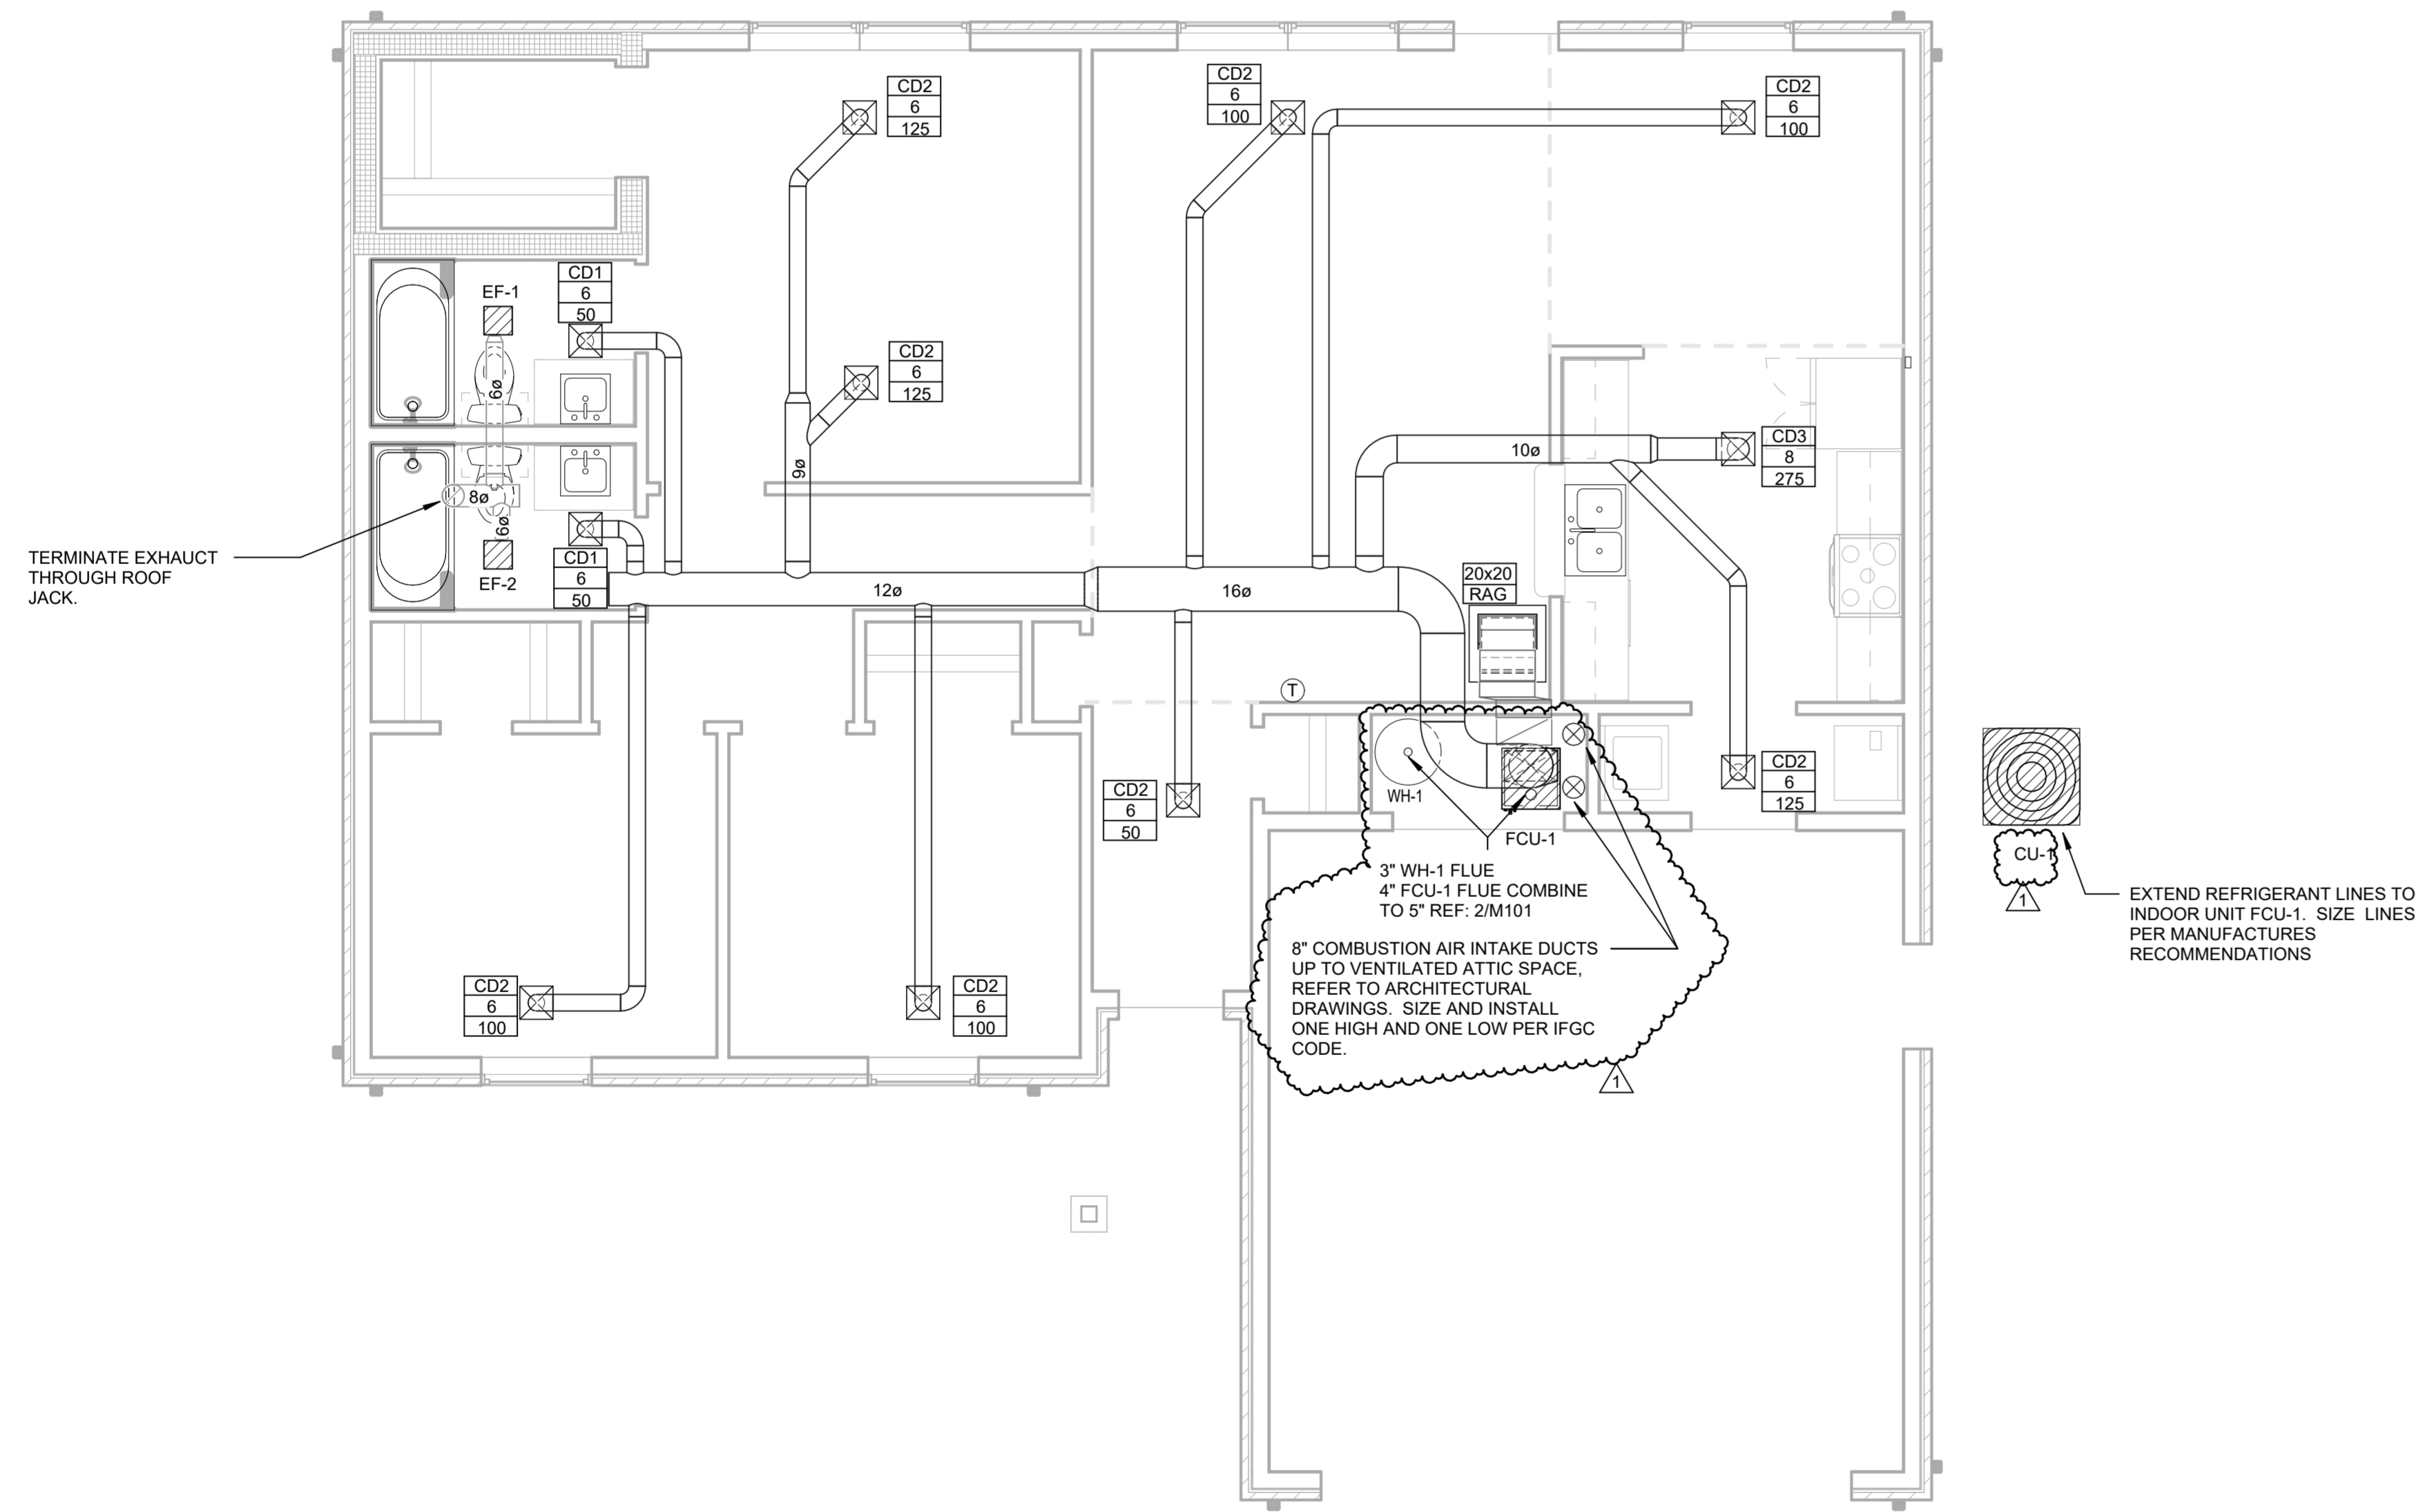 CD2
6
125
CD2
6
100
CD2
6
100
CD1
6
50
EF-1
6ø
CD2
6
125
9ø
10ø
CD3
8
275
8ø
6ø
EF-2
TERMINATE EXHAUCT
THROUGH ROOF
JACK.
CD1
6
50
12ø
16ø
20x20
RAG
T
WH-1
FCU-1
CD2
6
50
CD2
6
125
CU-1
1
3" WH-1 FLUE
4" FCU-1 FLUE COMBINE
TO 5" REF: 2/M101
8" COMBUSTION AIR INTAKE DUCTS
UP TO VENTILATED ATTIC SPACE,
REFER TO ARCHITECTURAL
DRAWINGS. SIZE AND INSTALL
ONE HIGH AND ONE LOW PER IFGC
CODE.
1
EXTEND REFRIGERANT LINES TO
INDOOR UNIT FCU-1. SIZE LINES
PER MANUFACTURES
RECOMMENDATIONS
CD2
6
100
CD2
6
100